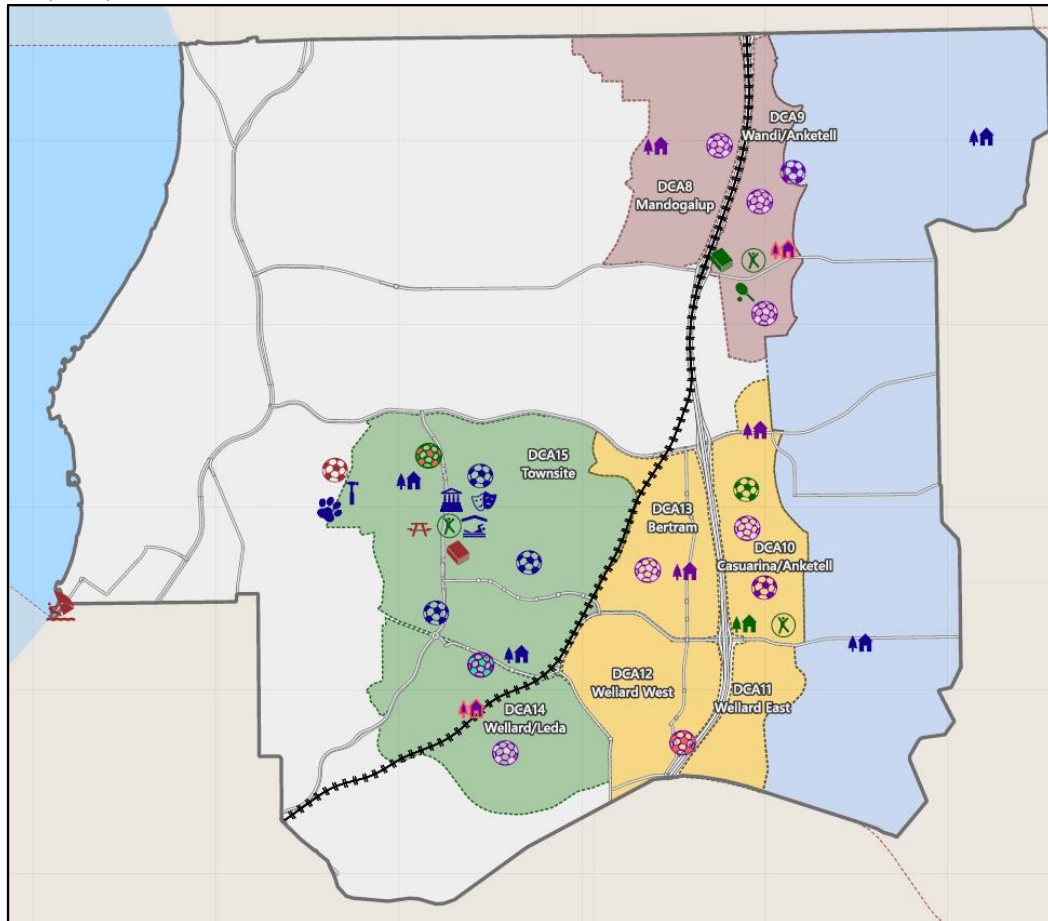 DCA9
Wandi/Anketell
DCA8
Mandogalup
DCA15
Townsite
DCA13
Bertram
DCA10
Casuarina/Anketell
DCA12
Wellard West
DCA11
Wellard East
DCA14
Wellard/Leda